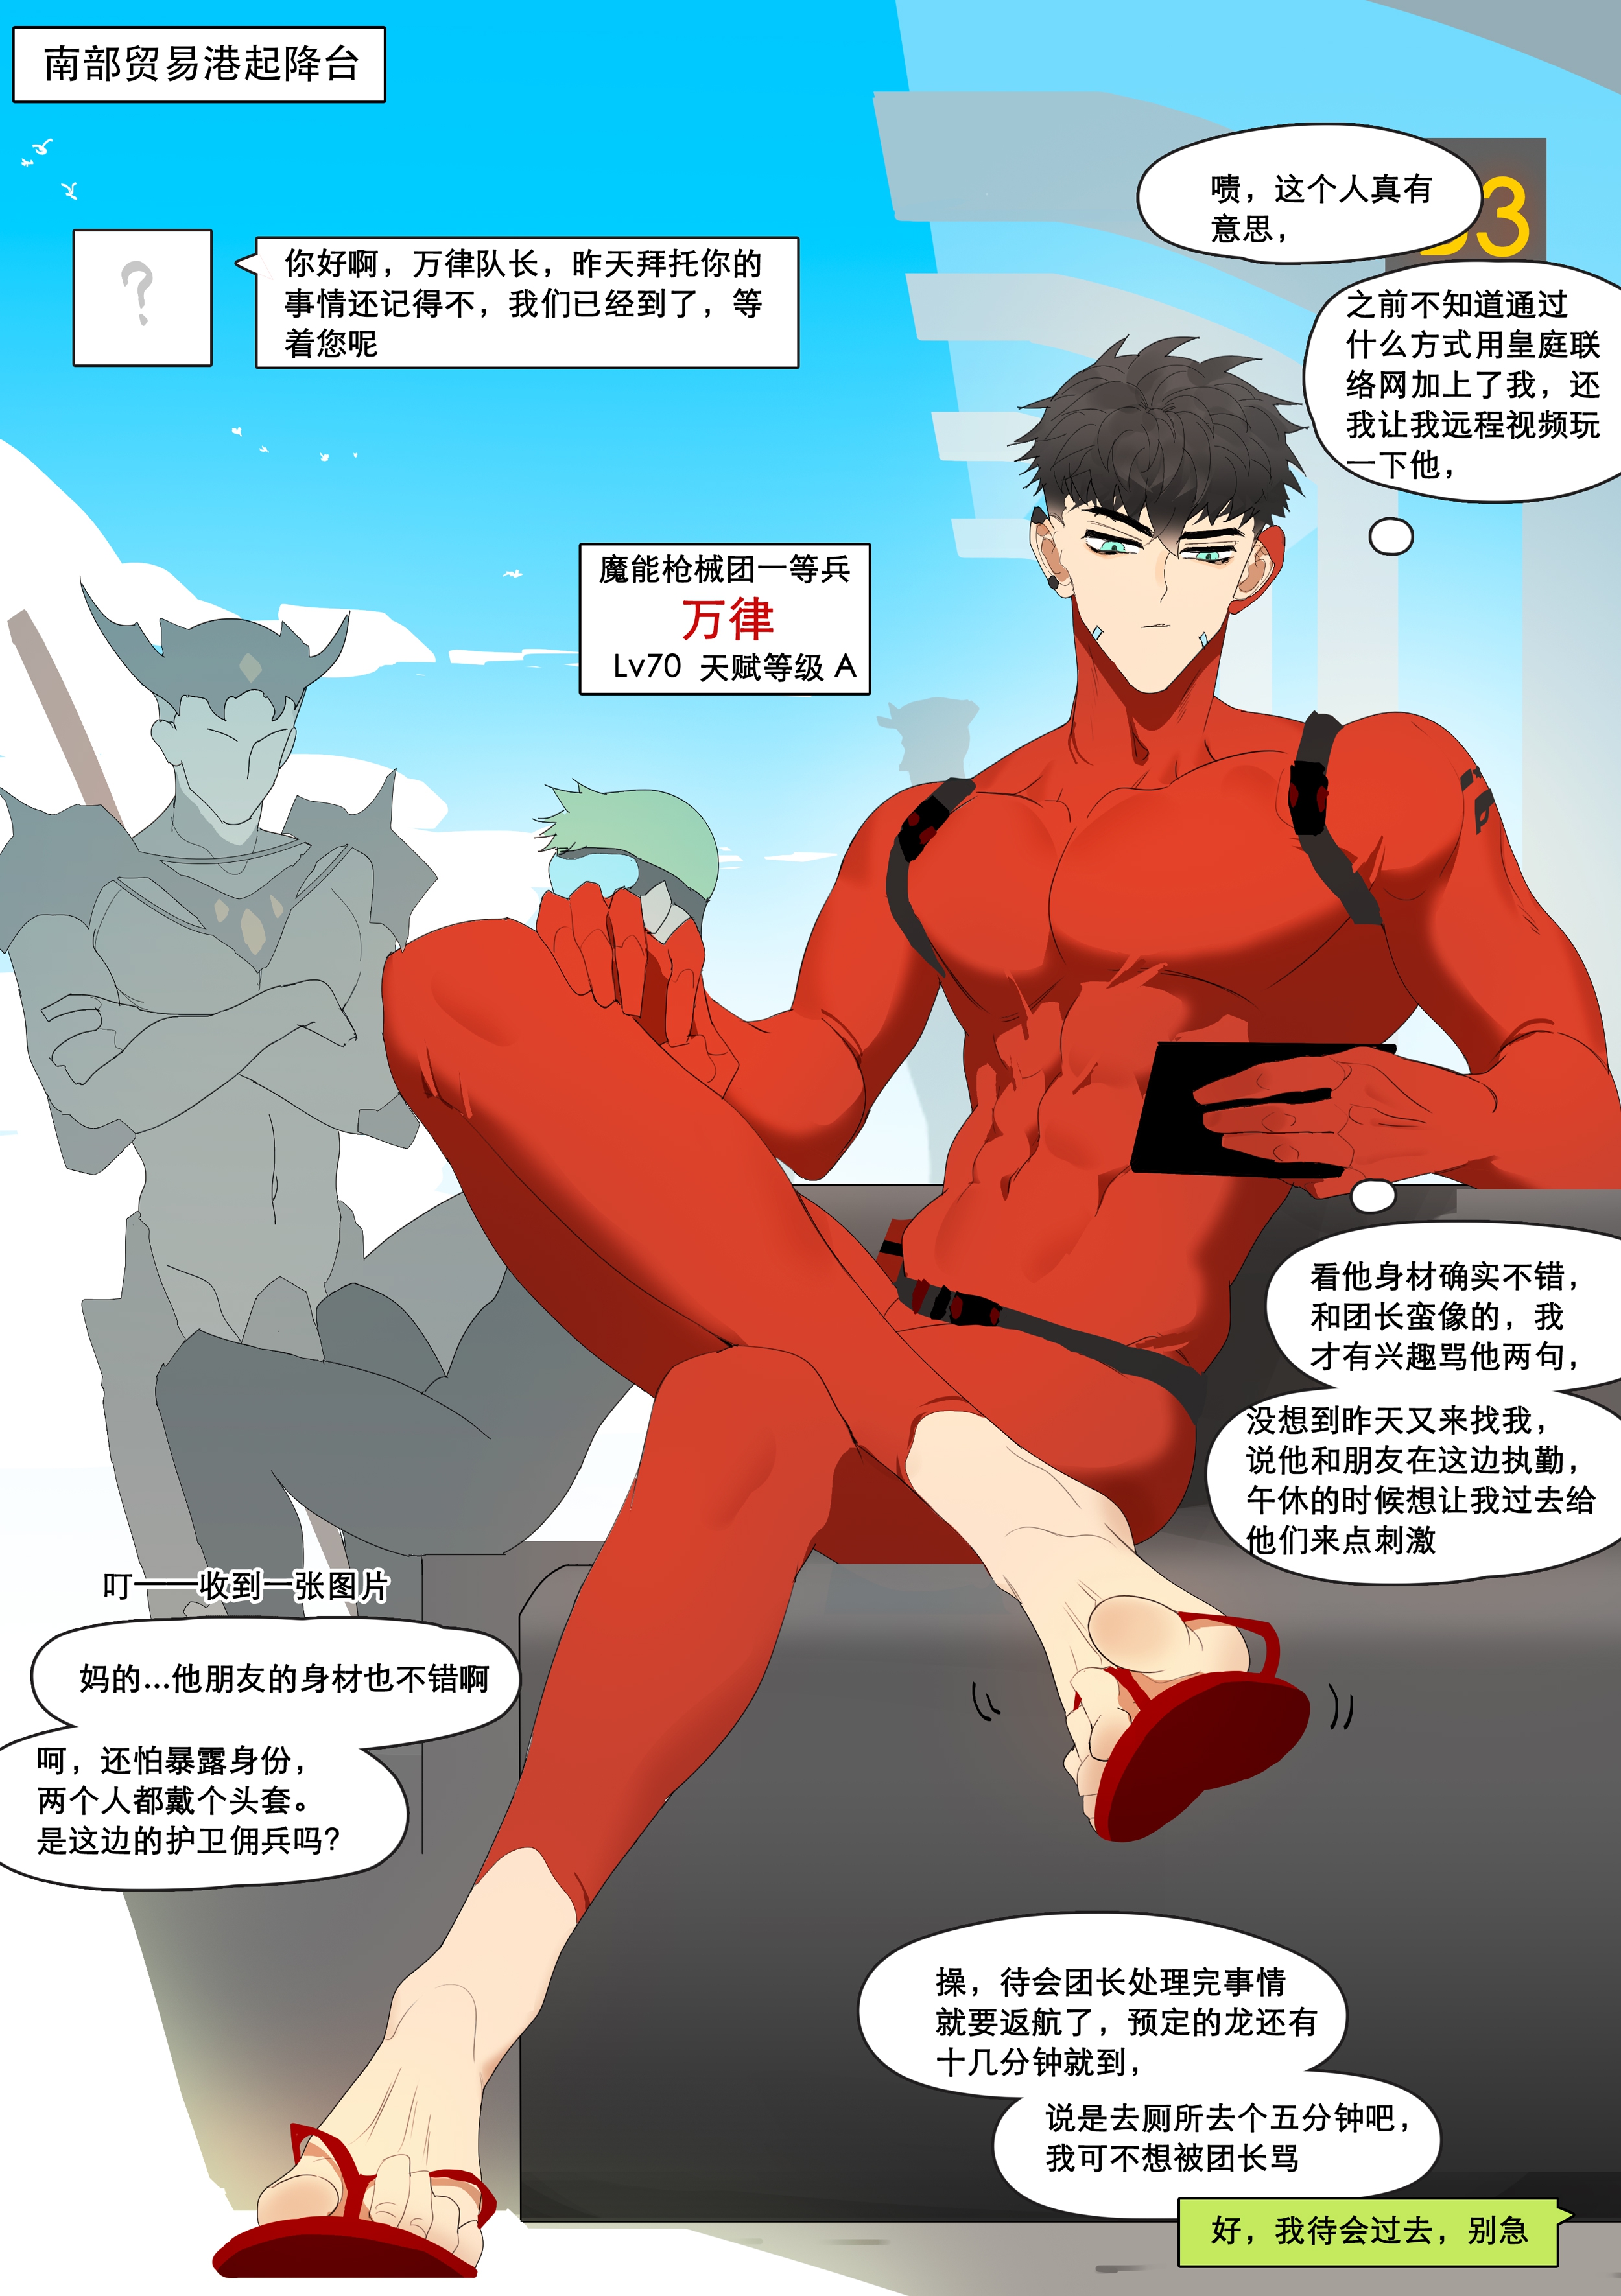 南部贸易港起降台
啧，这个人真有
意思，
3
之前不知道通过
什么方式用皇庭联
络网加上了我，还
我让我远程视频玩
一下他，
?
你好啊，万律队长，昨天拜托你的
事情还记得不，我们已经到了，等
着您呢
魔能枪械团一等兵
万律
Lv70 天赋等级 A
看他身材确实不错，
和团长蛮像的，我
才有兴趣骂他两句，
没想到昨天又来找我，
说他和朋友在这边执勤，
午休的时候想让我过去给
他们来点刺激
叮——收到一张图片
妈的...他朋友的身材也不错啊
呵，还怕暴露身份，
两个人都戴个头套。
是这边的护卫佣兵吗？
操，待会团长处理完事情
就要返航了，预定的龙还有
十几分钟就到，
说是去厕所去个五分钟吧，
我可不想被团长骂
好，我待会过去，别急